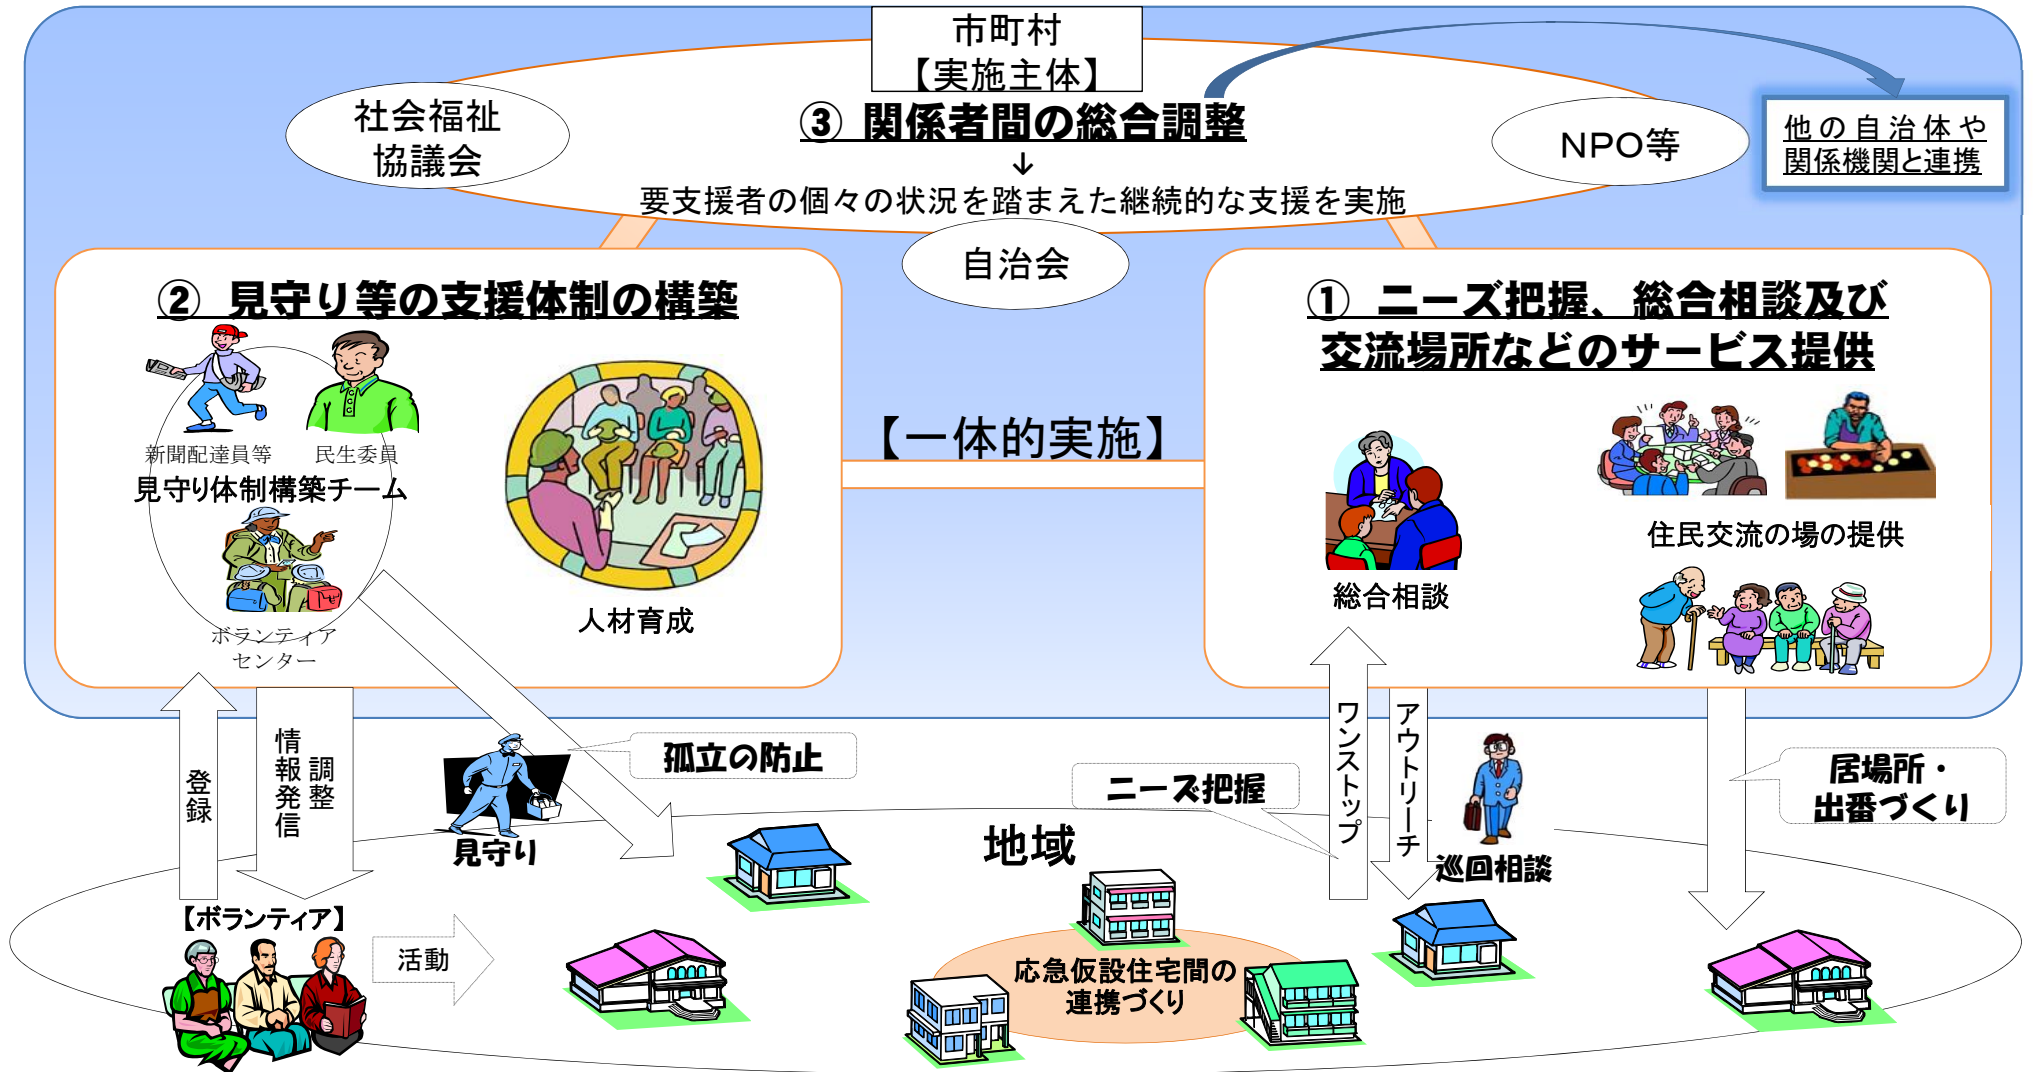 市町村
【実施主体】
③ 関係者間の総合調整
↓
要支援者の個々の状況を踏まえた継続的な支援を実施
社会福祉
協議会
NPO等
自治会
他の自治体や
関係機関と連携
② 見守り等の支援体制の構築
新聞配達員等
民生委員
見守り体制構築チーム
ボランティア
センター
人材育成
【一体的実施】
① ニーズ把握、総合相談及び
交流場所などのサービス提供
総合相談
住民交流の場の提供
登録
情報発信
調整
見守り
孤立の防止
ニーズ把握
ワンストップ
アウトリーチ
巡回相談
居場所・
出番づくり
地域
【ボランティア】
活動
応急仮設住宅間の
連携づくり